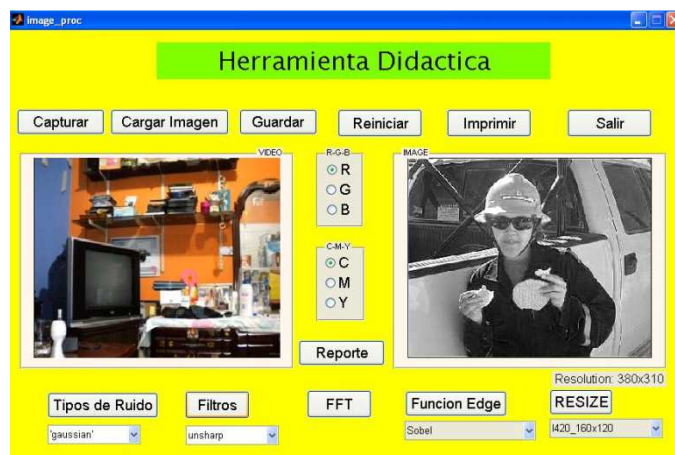 image_proc
Herramienta Didactica
Capturar Cargar Imagen Guardar Reiniciar Imprimir Salir
VIDEO R-G-B IMAGE
R
G
B
C-M-Y
C
M
Y
Reporte
Resolution: 380x310
Tipos de Ruido Filtros FFT Funcion Edge RESIZE
'gaussian' unsharp Sobel I420_160x120